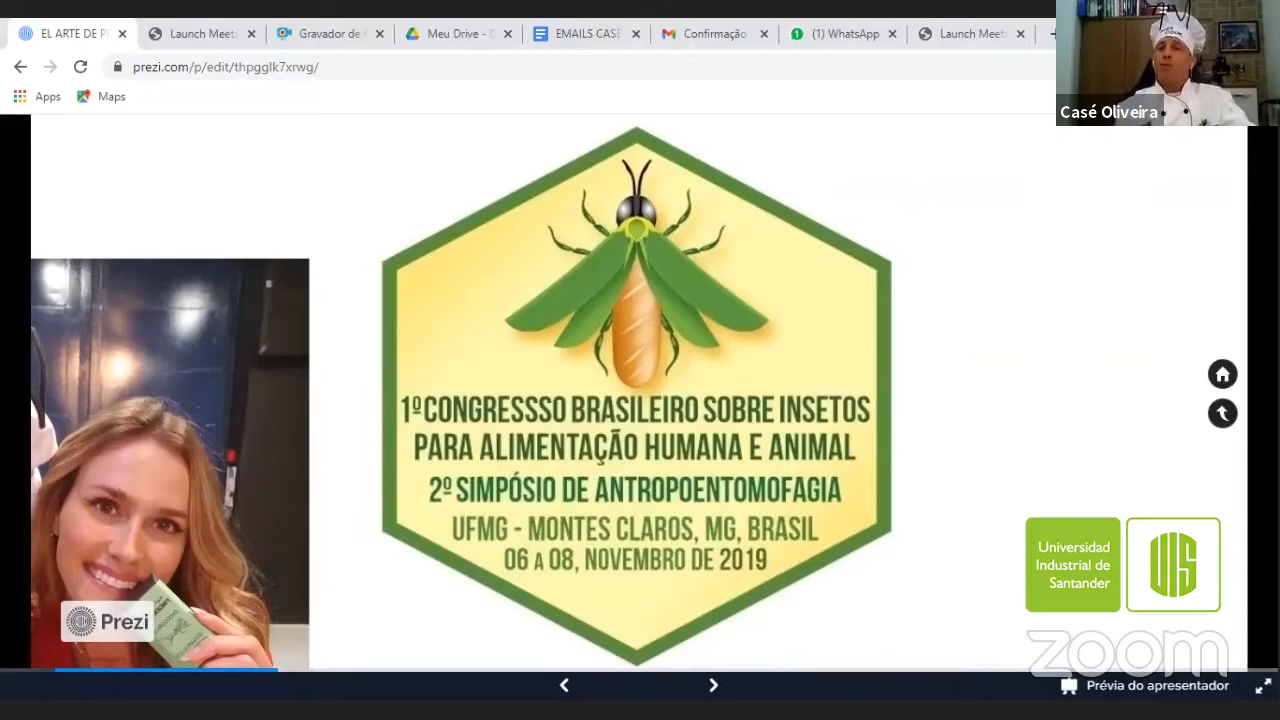 EL ARTE DE P
Launch Meet
Gravador de
Meu Drive - C
EMAILS CASÉ
Confirmação
(1) WhatsApp
Launch Meet
prezi.com/p/edit/thpgglk7xrwg/
Apps
Maps
Casé Oliveira
1º CONGRESSSO BRASILEIRO SOBRE INSETOS
PARA ALIMENTAÇÃO HUMANA E ANIMAL
2º SIMPÓSIO DE ANTROPOENTOMOFAGIA
UFMG - MONTES CLAROS, MG, BRASIL
06 A 08, NOVEMBRO DE 2019
Universidad
Industrial de
Santander
UIS
Prezi
zoom
Prévia do apresentador